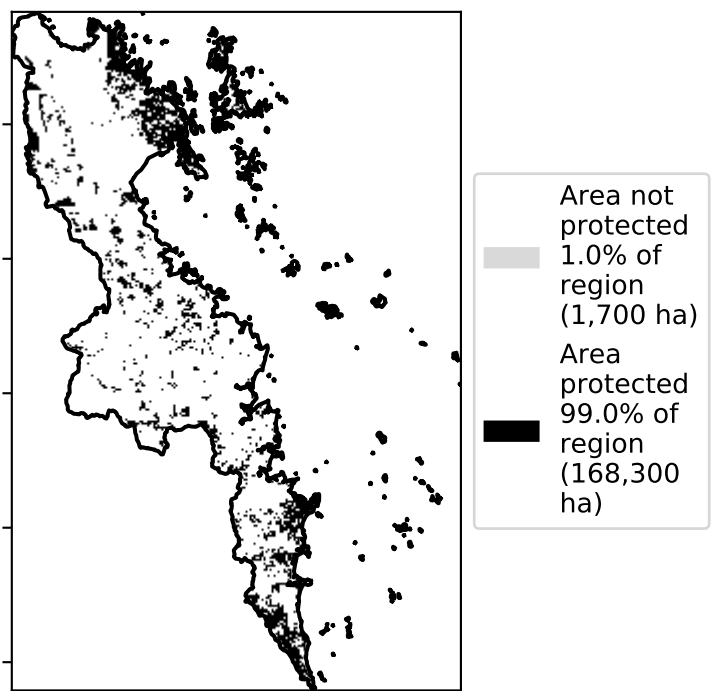 Area not
protected
1.0% of
region
(1,700 ha)
Area
protected
99.0% of
region
(168,300
ha)